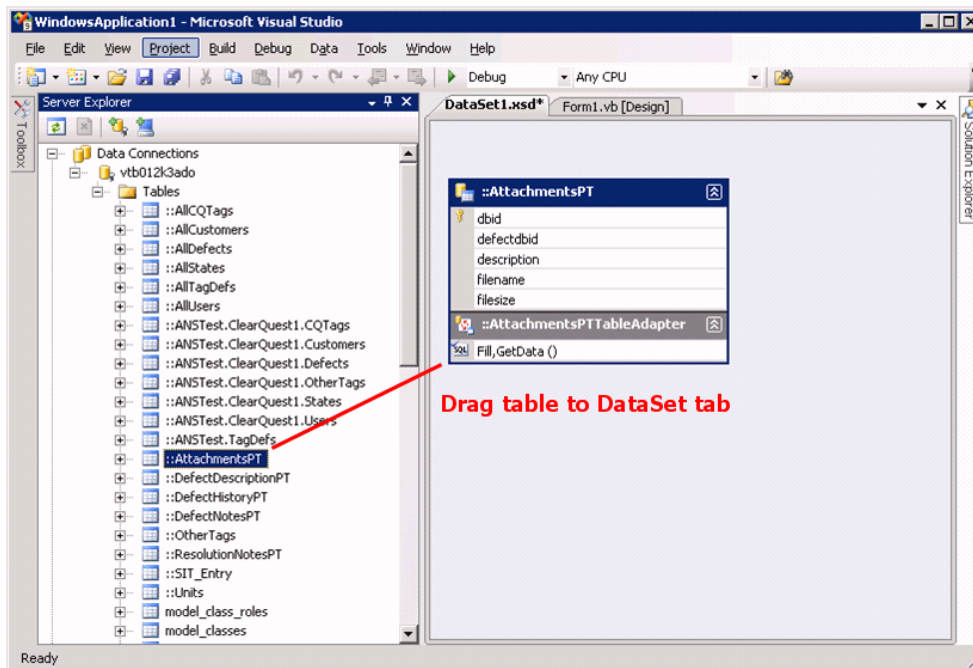 WindowsApplication1 - Microsoft Visual Studio
File Edit View Project Build Debug Data Tools Window Help
Debug Any CPU
Toolbox
Server Explorer
Data Connections
vtb012k3ado
Tables
::AllCQTags
::AllCustomers
::AllDefects
::AllStates
::AllTagDefs
::AllUsers
::ANSTest.ClearQuest1.CQTags
::ANSTest.ClearQuest1.Customers
::ANSTest.ClearQuest1.Defects
::ANSTest.ClearQuest1.OtherTags
::ANSTest.ClearQuest1.States
::ANSTest.ClearQuest1.Users
::ANSTest.TagDefs
::AttachmentsPT
::DefectDescriptionPT
::DefectHistoryPT
::DefectNotesPT
::OtherTags
::ResolutionNotesPT
::SIT_Entry
::Units
model_class_roles
model_classes
DataSet1.xsd* Form1.vb [Design]
::AttachmentsPT
dbid
defectdbid
description
filename
filesize
::AttachmentsPTTableAdapter
SQL Fill,GetData ()
Drag table to DataSet tab
Solution Explorer
Ready